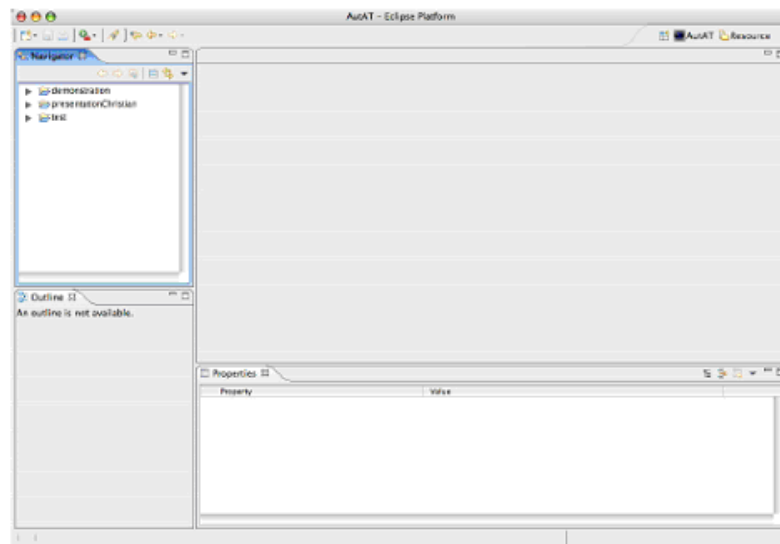 AutAT - Eclipse Platform
AutAT Resource
Navigator
demonstration
presentationChristian
test
Outline
An outline is not available.
Properties
Property Value